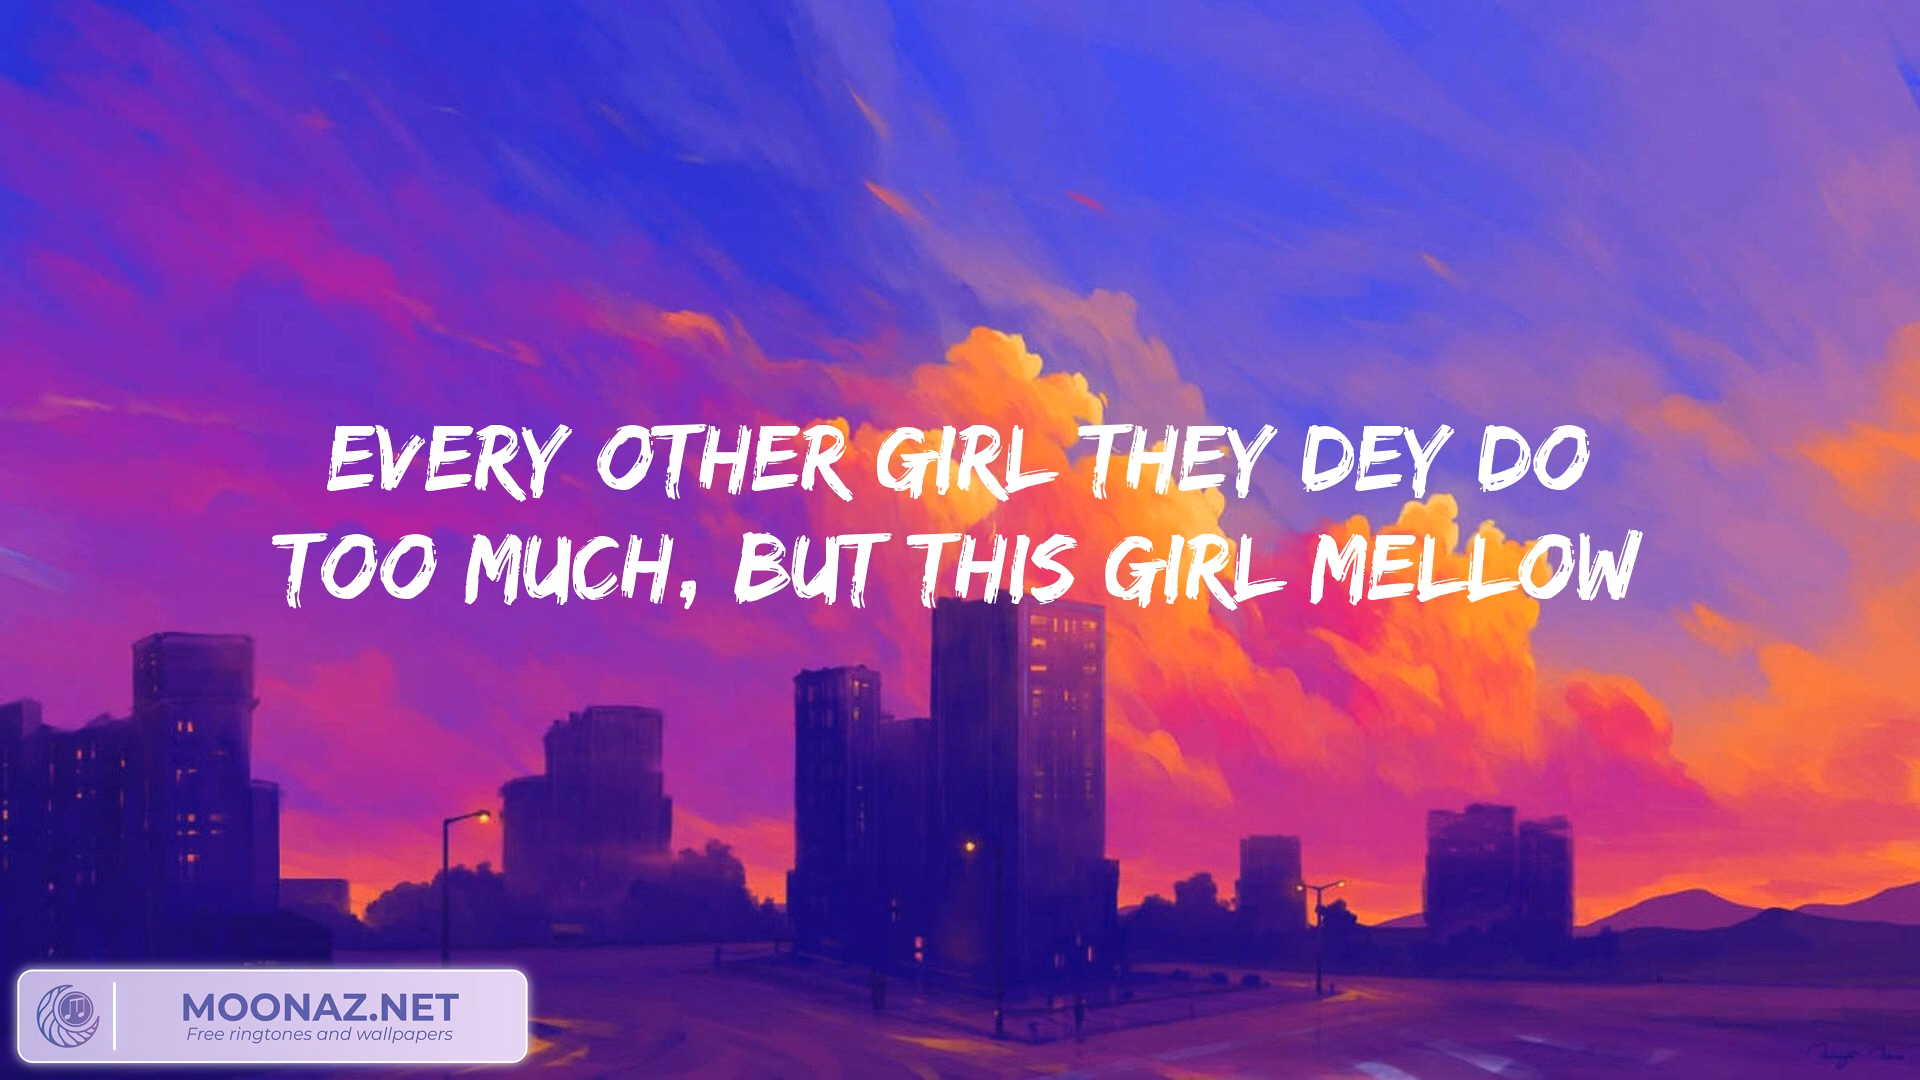 EVERY OTHER GIRL THEY DEY DO
TOO MUCH, BUT THIS GIRL MELLOW
MOONAZ.NET
Free ringtones and wallpapers